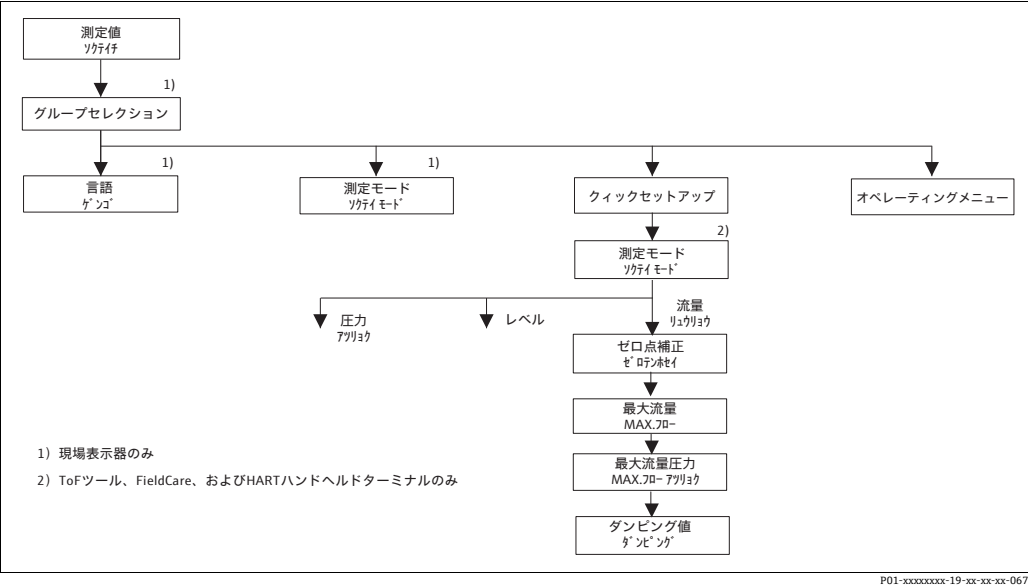 測定値
ｿｸﾃｲﾁ
1)
グループセレクション
1)
言語
ｹﾞﾝｺﾞ
1)
測定モード
ｿｸﾃｲ ﾓｰﾄﾞ
クィックセットアップ
オペレーティングメニュー
2)
測定モード
ｿｸﾃｲ ﾓｰﾄﾞ
圧力
ｱﾂﾘｮｸ
レベル
流量
ﾘｭｳﾘｮｳ
ゼロ点補正
ｾﾞﾛﾃﾝﾎｾｲ
最大流量
MAX.ﾌﾛｰ
最大流量圧力
MAX.ﾌﾛｰ ｱﾂﾘｮｸ
ダンピング値
ﾀﾞﾝﾋﾟﾝｸﾞ
1）現場表示器のみ
2）ToFツール、FieldCare、およびHARTハンドヘルドターミナルのみ
P01-xxxxxxxx-19-xx-xx-xx-067